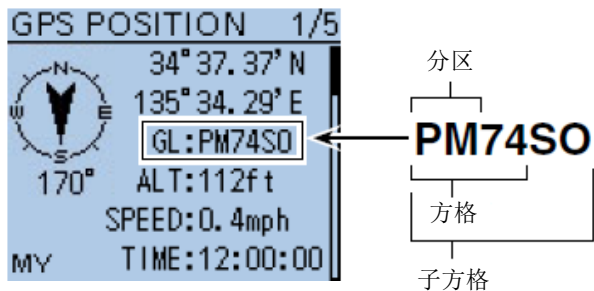 GPS POSITION 1/5
34°37.37'N
135°34.29'E
GL:PM74SO
170° ALT:112ft
SPEED:0.4mph
MY TIME:12:00:00
N
W E
S
分区
PM74SO
方格
子方格